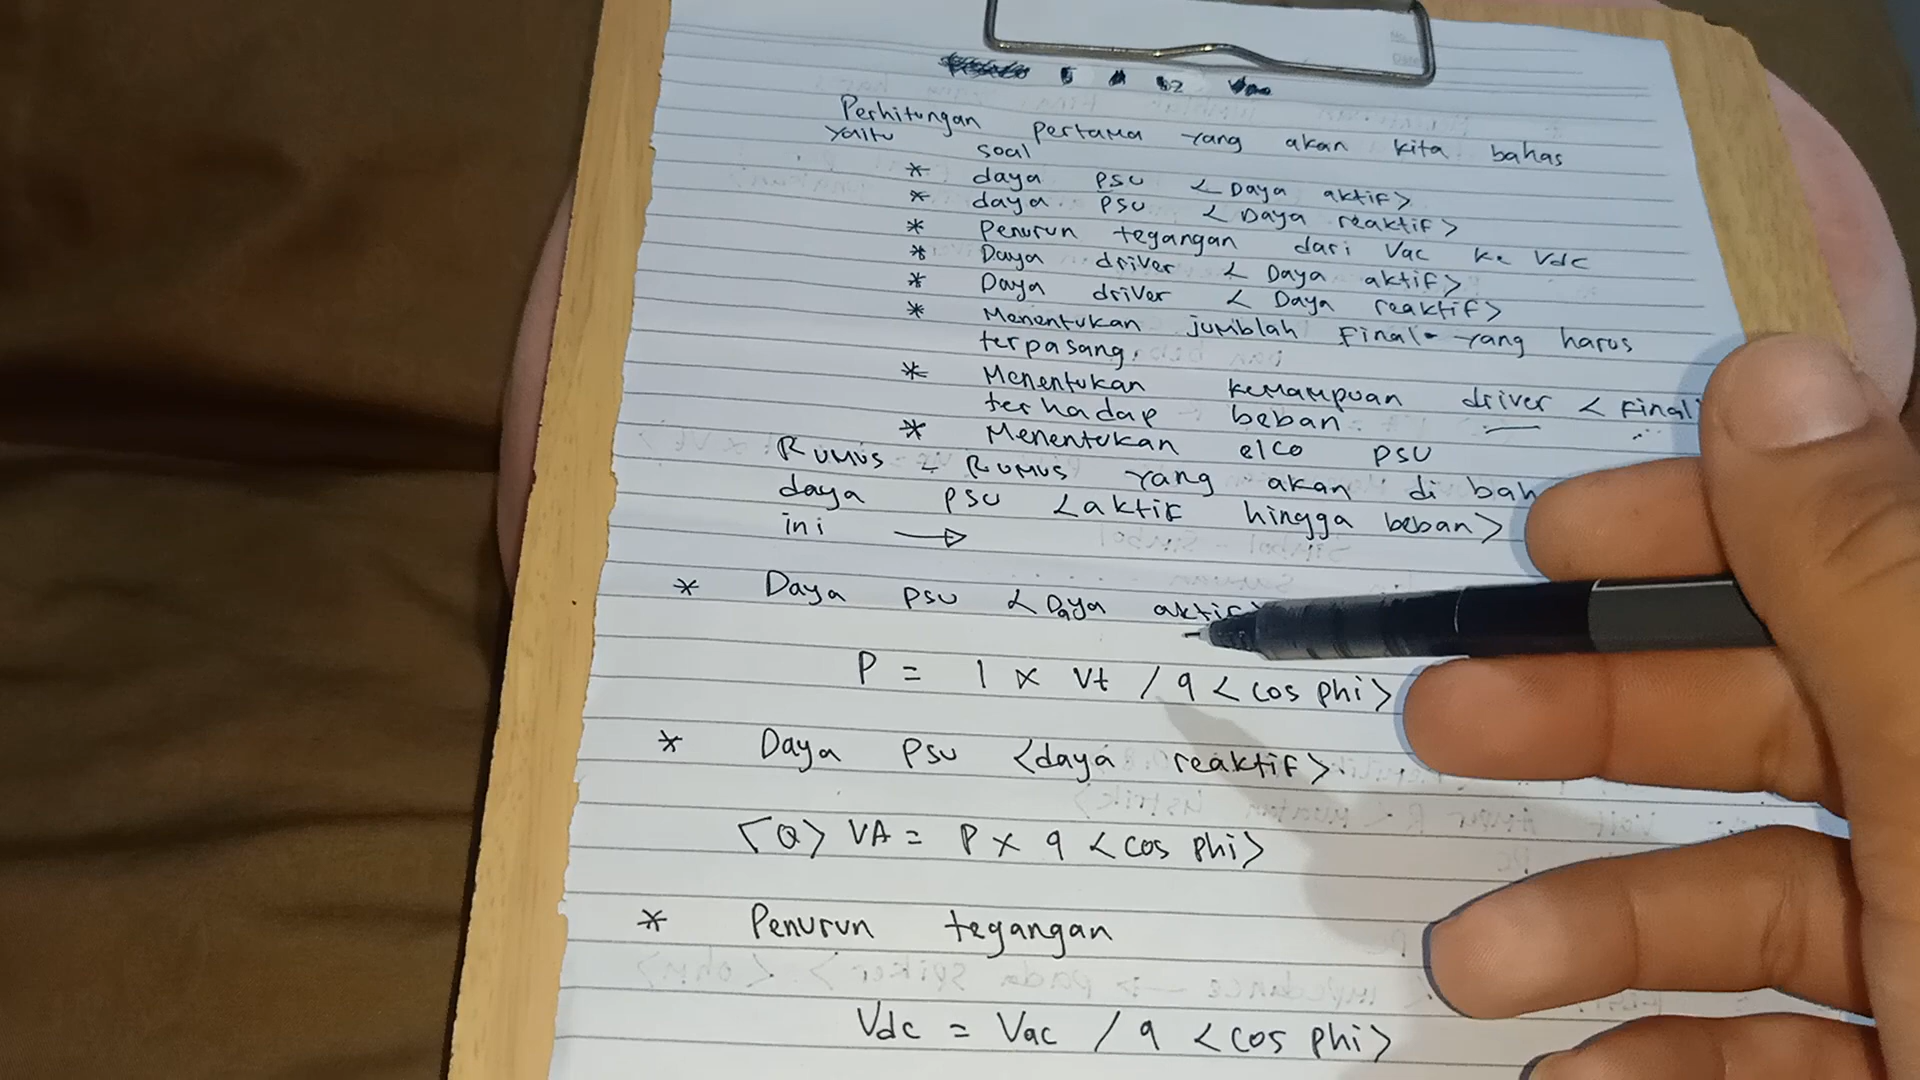 Perhitungan pertama yang akan kita bahas
yaitu soal
* daya psu < Daya aktif>
* daya psu < Daya reaktif>
* Penurun tegangan dari Vac ke Vdc
* Daya driver < Daya aktif>
* Daya driver < Daya reaktif>
* Menentukan jumblah Final yang harus
terpasang.
* Menentukan kemampuan driver < Final
terhadap beban
* Menentukan elco psu
Rumus - Rumus yang akan di bah
daya psu <aktif hingga beban>
ini →
* Daya psu < Daya aktif>
P = I x Vt / q < cos phi>
* Daya psu <daya reaktif>.
<Q> VA = P x q < cos phi>
* Penurun tegangan
Vdc = Vac / q < cos phi>